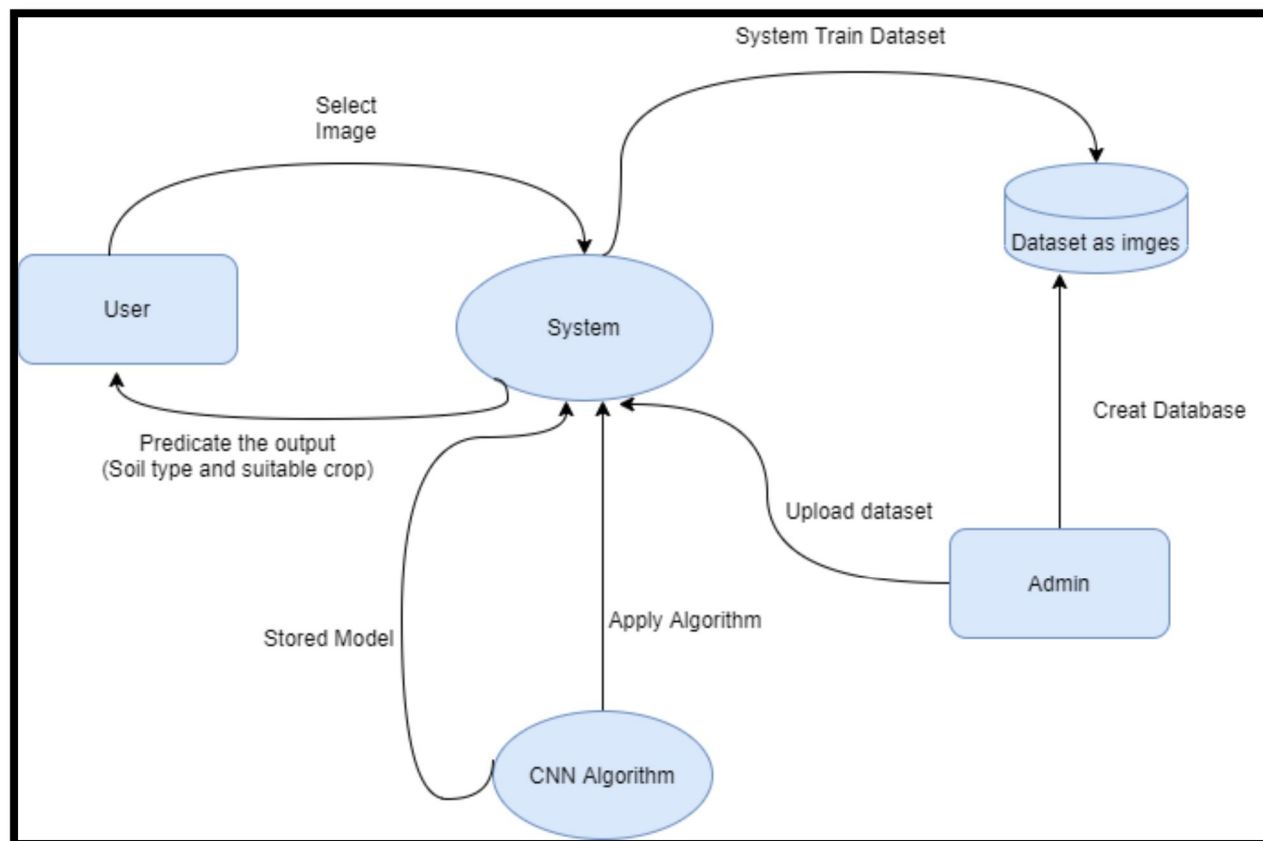 System Train Dataset
Select
Image
Dataset as imges
User
System
Creat Database
Predicate the output
(Soil type and suitable crop)
Upload dataset
Admin
Stored Model
Apply Algorithm
CNN Algorithm